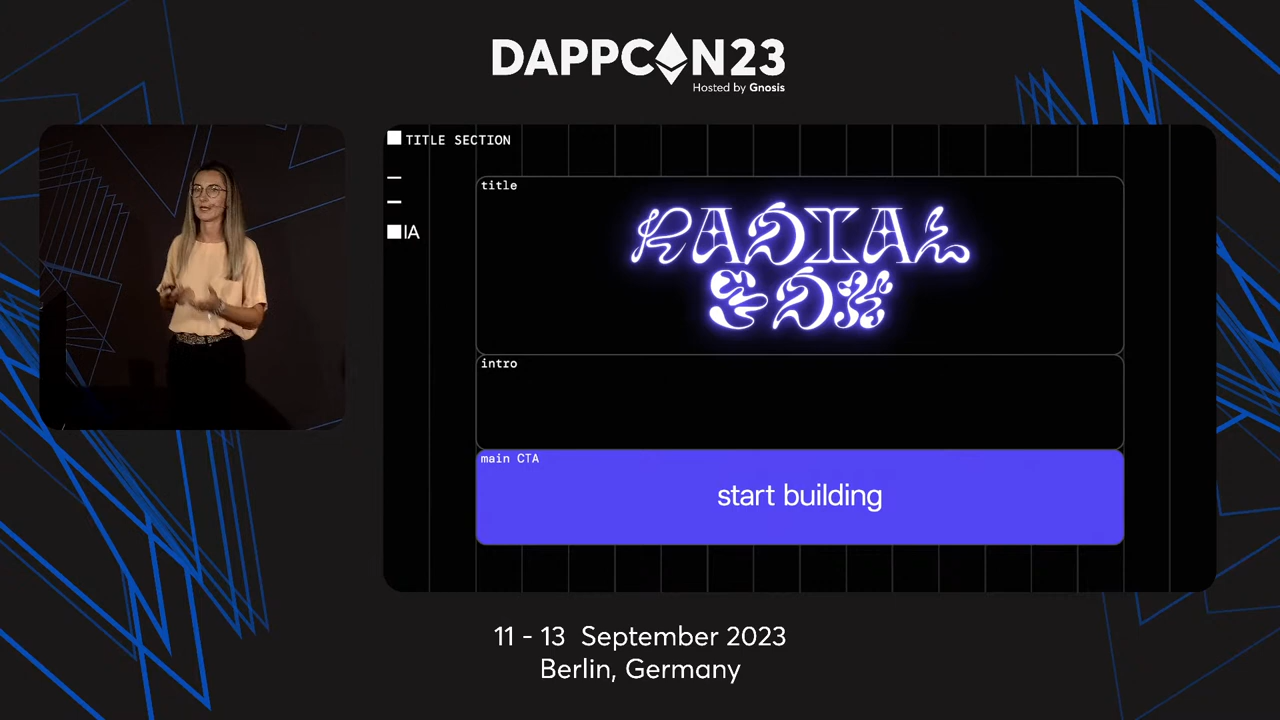 DAPPCON23
Hosted by Gnosis
TITLE SECTION
IA
title
RADIAL
SDK
intro
main CTA
start building
11 - 13 September 2023
Berlin, Germany